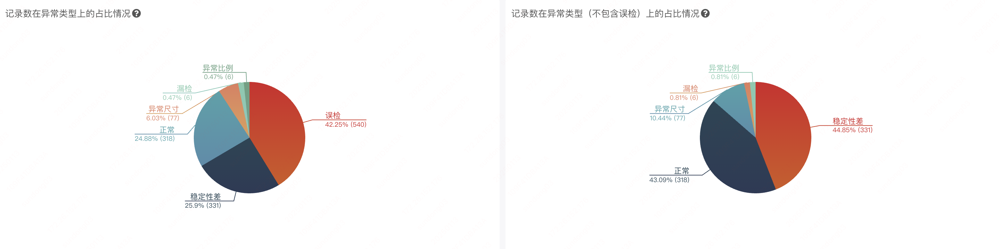 记录数在异常类型上的占比情况
异常比例
0.47% (6)
漏检
0.47% (6)
异常尺寸
6.03% (77)
正常
24.88% (318)
误检
42.25% (540)
稳定性差
25.9% (331)
记录数在异常类型（不包含误检）上的占比情况
异常比例
0.81% (6)
漏检
0.81% (6)
异常尺寸
10.44% (77)
稳定性差
44.85% (331)
正常
43.09% (318)